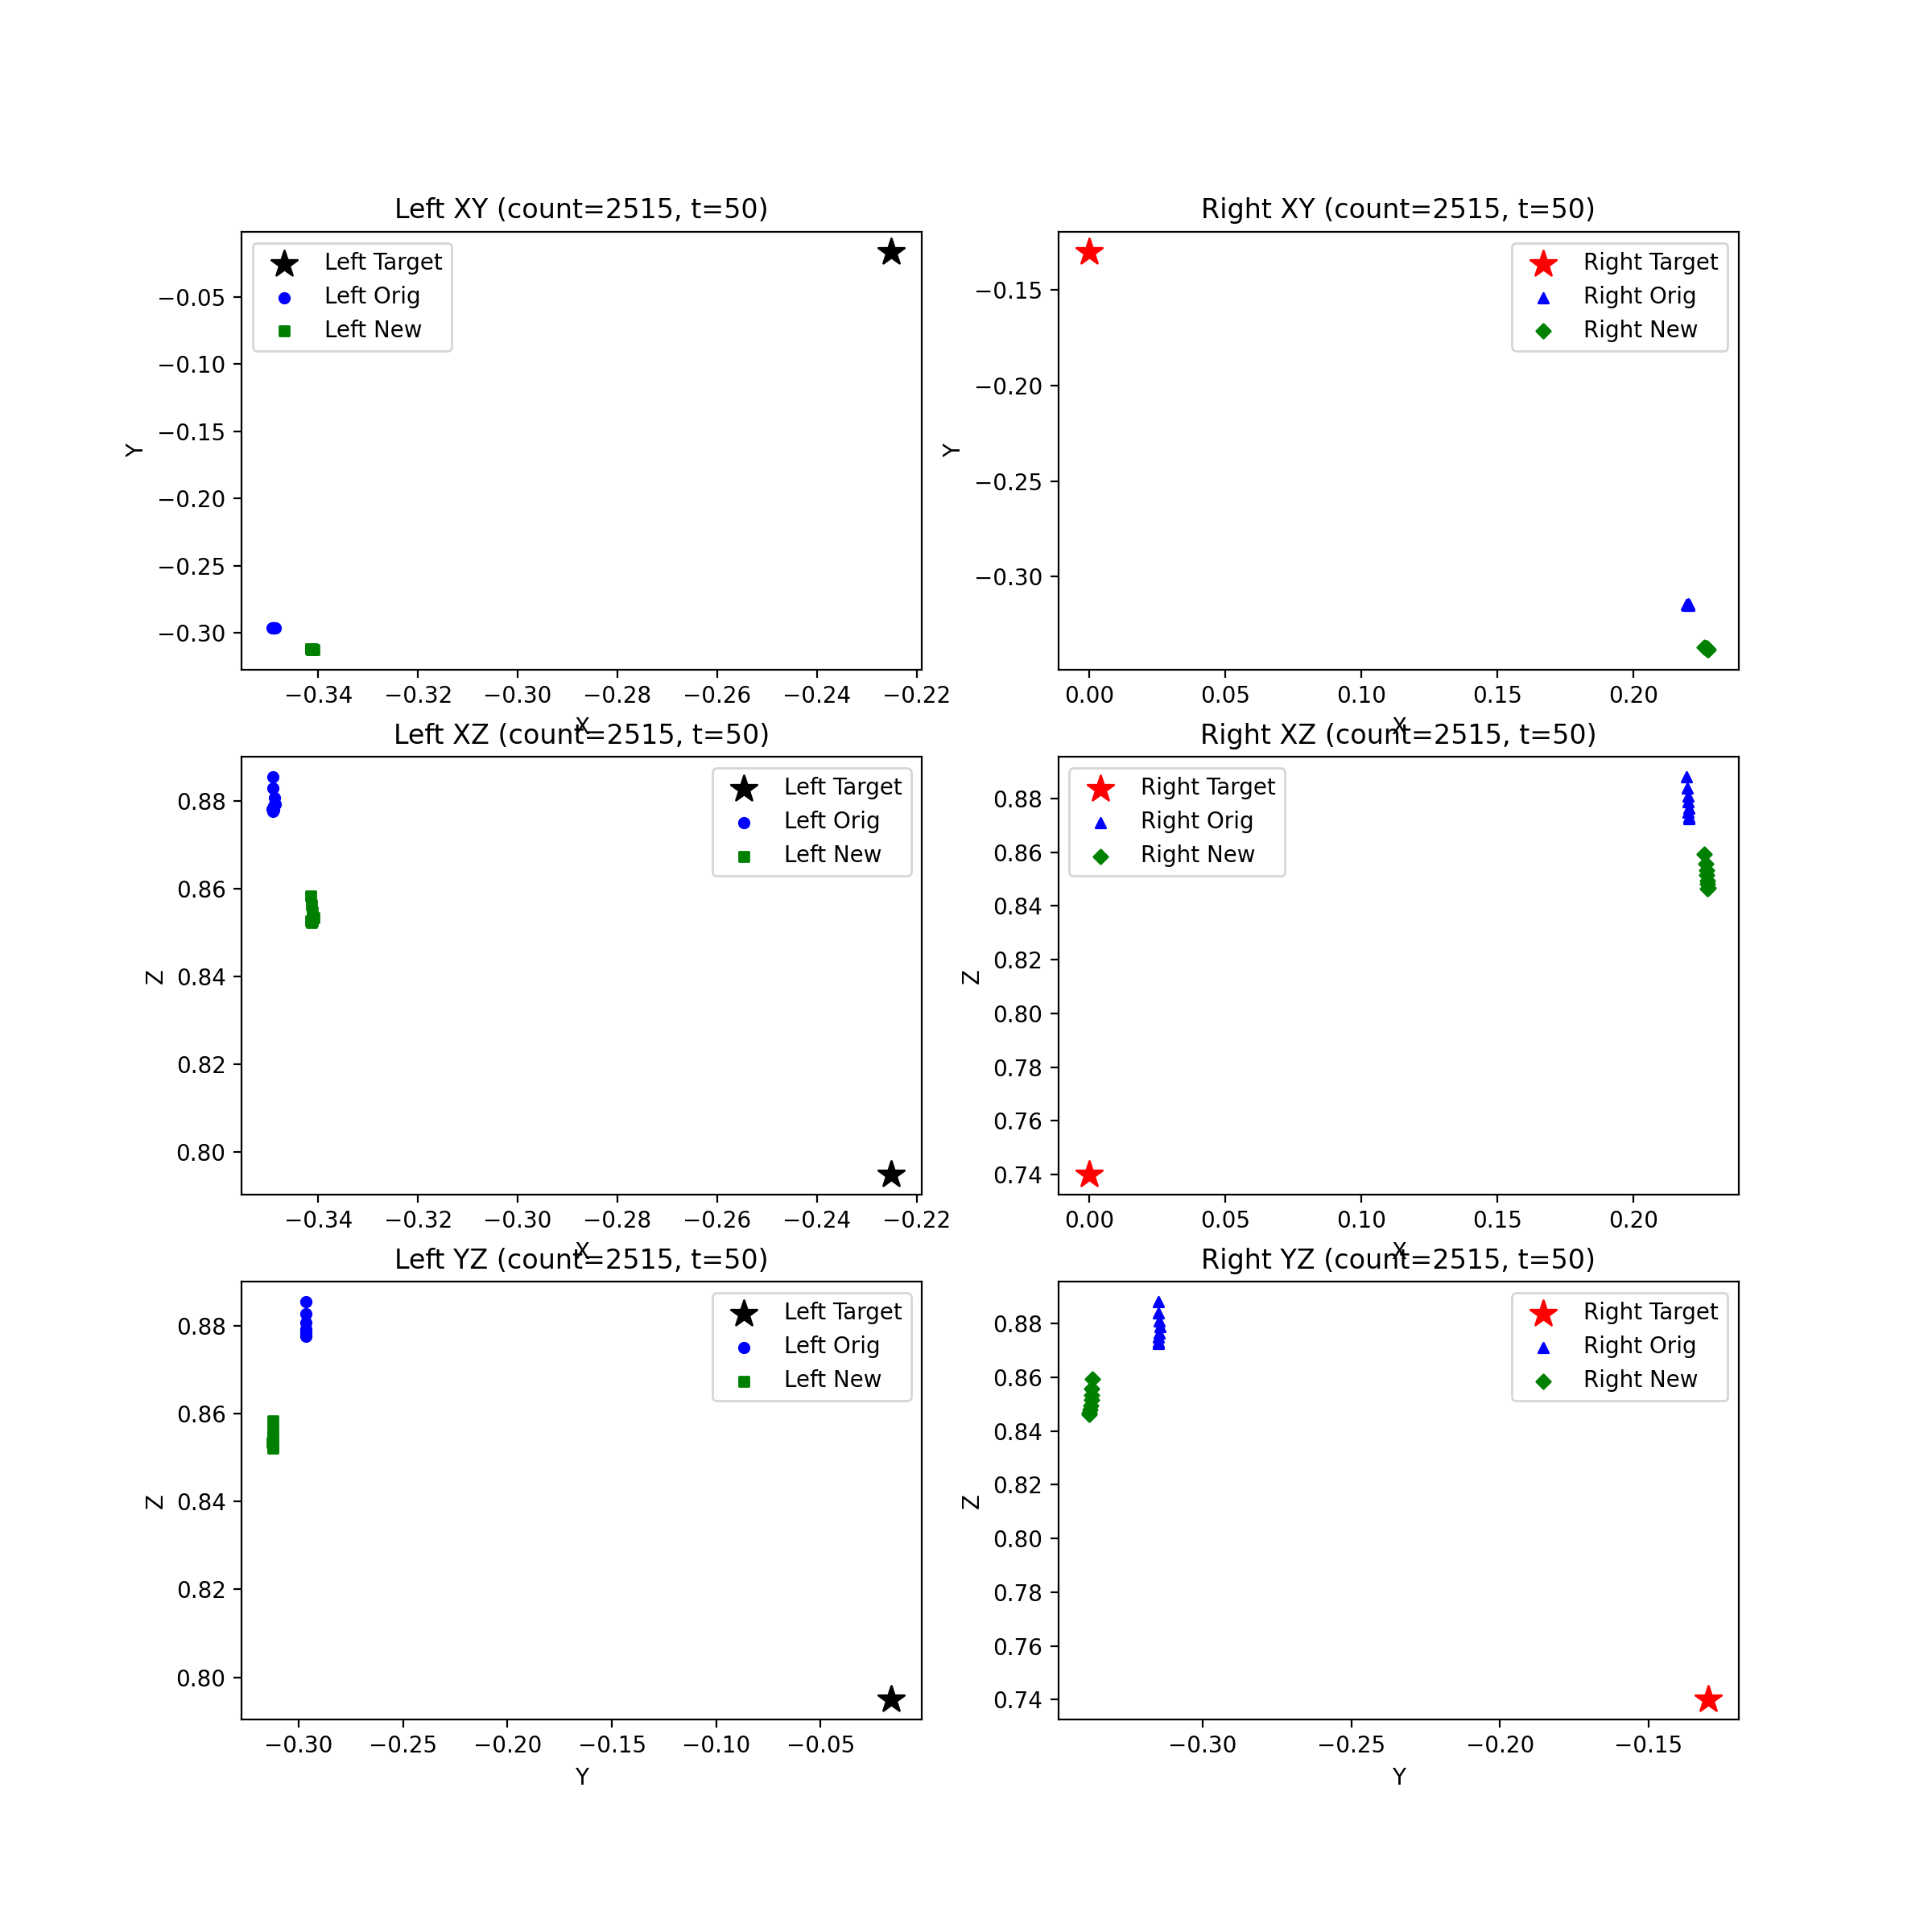 Left XY (count=2515, t=50)
Left Target
Left Orig
Left New
−0.05
−0.10
−0.15
−0.20
−0.25
−0.30
Y
−0.34
−0.32
−0.30
−0.28
−0.26
−0.24
−0.22
X
Right XY (count=2515, t=50)
Right Target
Right Orig
Right New
−0.15
−0.20
−0.25
−0.30
Y
0.00
0.05
0.10
0.15
0.20
X
Left XZ (count=2515, t=50)
Left Target
Left Orig
Left New
0.88
0.86
0.84
0.82
0.80
Z
−0.34
−0.32
−0.30
−0.28
−0.26
−0.24
−0.22
X
Right XZ (count=2515, t=50)
Right Target
Right Orig
Right New
0.88
0.86
0.84
0.82
0.80
0.78
0.76
0.74
Z
0.00
0.05
0.10
0.15
0.20
X
Left YZ (count=2515, t=50)
Left Target
Left Orig
Left New
0.88
0.86
0.84
0.82
0.80
Z
−0.30
−0.25
−0.20
−0.15
−0.10
−0.05
Y
Right YZ (count=2515, t=50)
Right Target
Right Orig
Right New
0.88
0.86
0.84
0.82
0.80
0.78
0.76
0.74
Z
−0.30
−0.25
−0.20
−0.15
Y